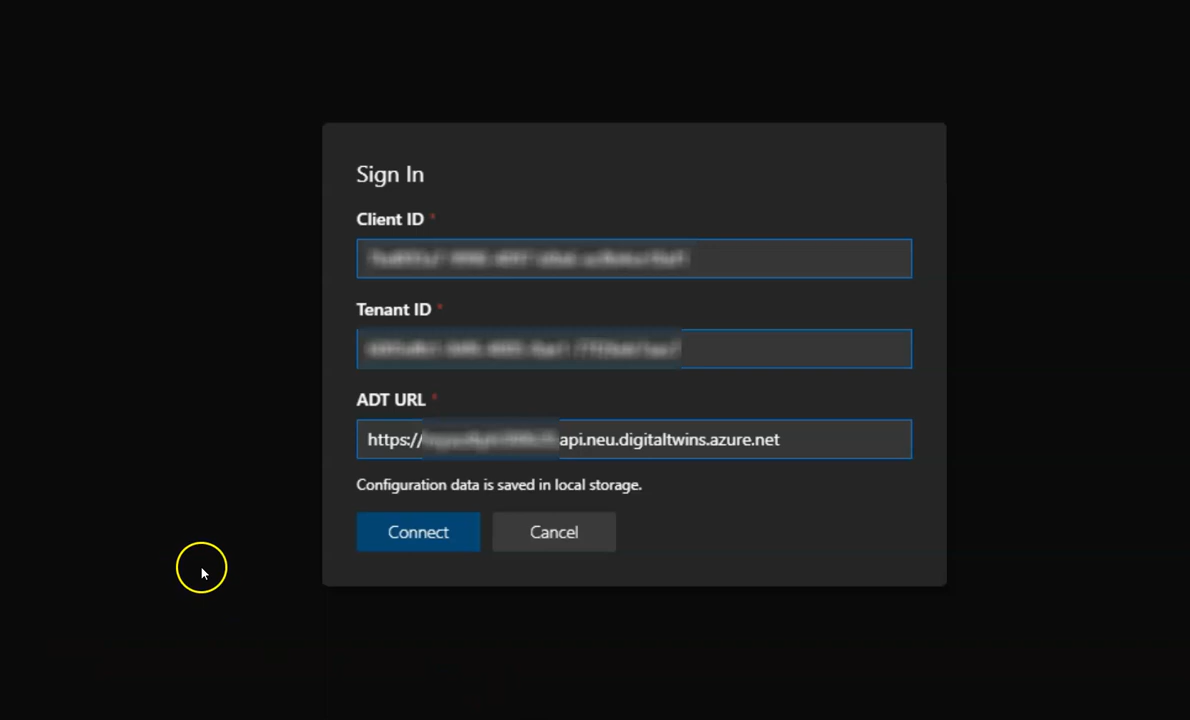 Sign In
Client ID *
Tenant ID *
ADT URL *
https:// api.neu.digitaltwins.azure.net
Configuration data is saved in local storage.
Connect Cancel